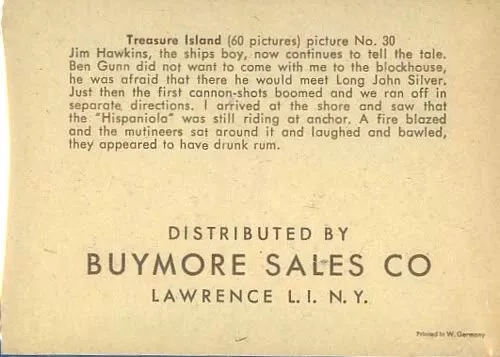 Treasure Island (60 pictures) picture No. 30
Jim Hawkins, the ships boy, now continues to tell the tale.
Ben Gunn did not want to come with me to the blockhouse,
he was afraid that there he would meet Long John Silver.
Just then the first cannon-shots boomed and we ran off in
separate directions. I arrived at the shore and saw that
the "Hispaniola" was still riding at anchor. A fire blazed
and the mutineers sat around it and laughed and bawled,
they appeared to have drunk rum.
DISTRIBUTED BY
BUYMORE SALES CO
LAWRENCE L. I. N. Y.
Printed in W. Germany